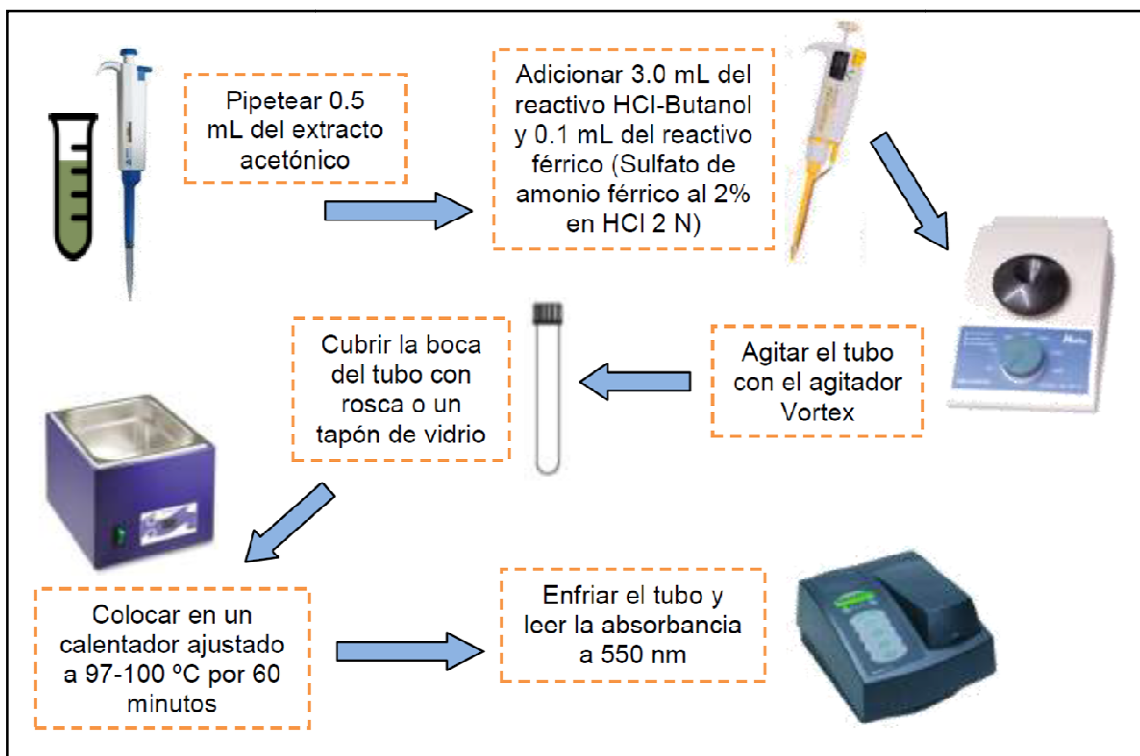 Pipetear 0.5
mL del extracto
acetónico
Adicionar 3.0 mL del
reactivo HCl-Butanol
y 0.1 mL del reactivo
férrico (Sulfato de
amonio férrico al 2%
en HCl 2 N)
Agitar el tubo
con el agitador
Vortex
Cubrir la boca
del tubo con
rosca o un
tapón de vidrio
Colocar en un
calentador ajustado
a 97-100 ºC por 60
minutos
Enfriar el tubo y
leer la absorbancia
a 550 nm